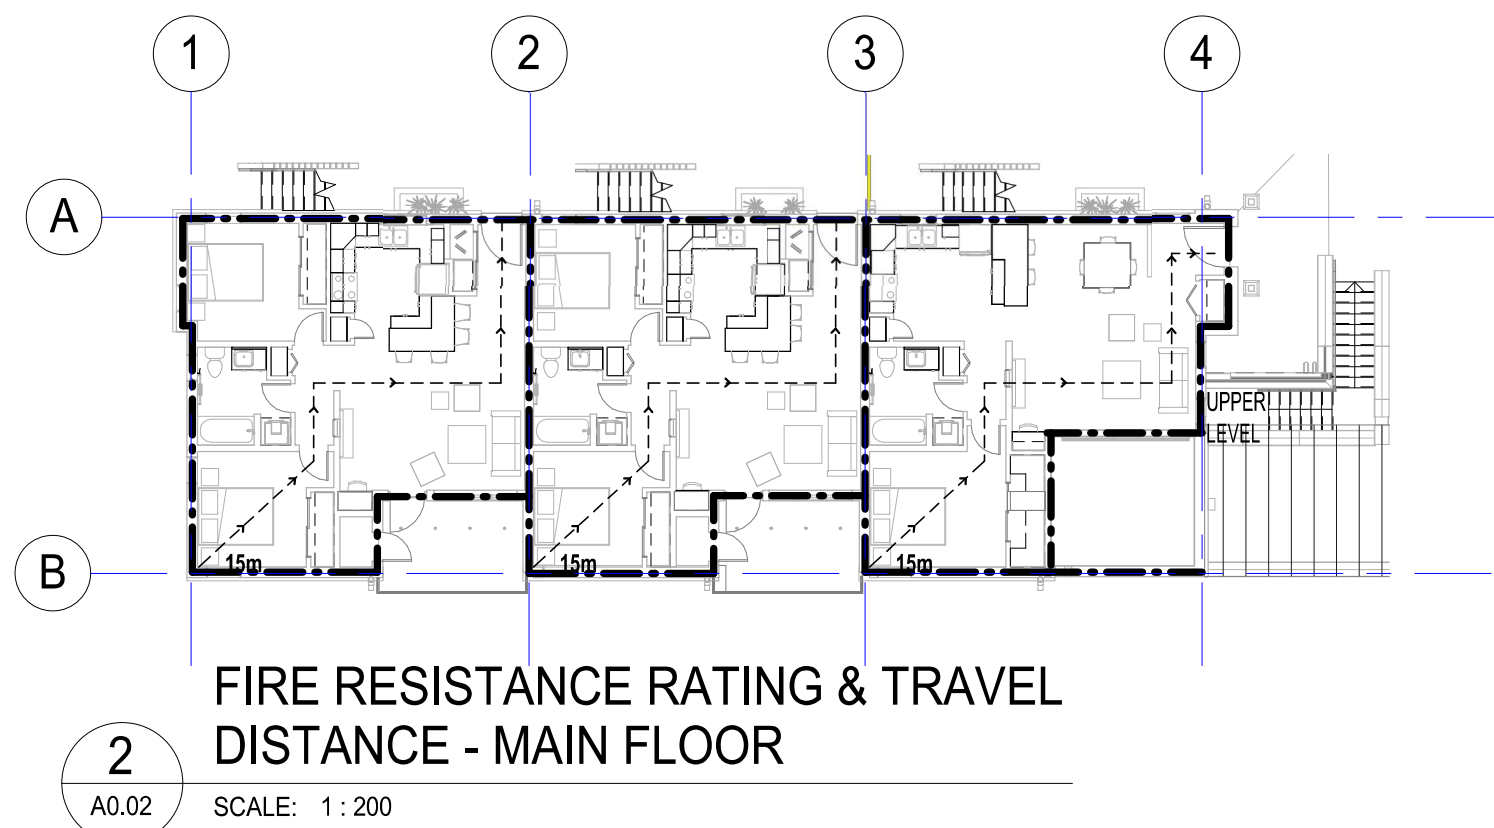 1
2
3
4
A
UPPER
LEVEL
B
15m
15m
15m
FIRE RESISTANCE RATING & TRAVEL
DISTANCE - MAIN FLOOR
2
A0.02
SCALE: 1 : 200